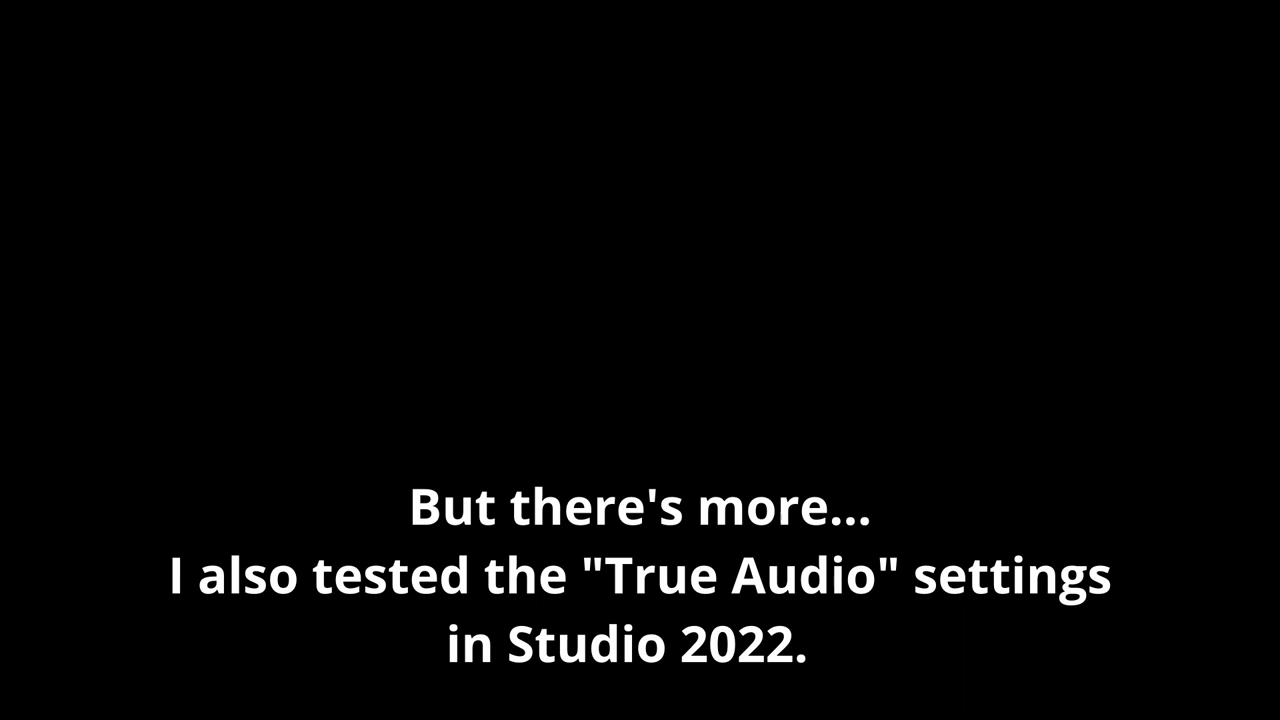 But there's more...
I also tested the "True Audio" settings
in Studio 2022.